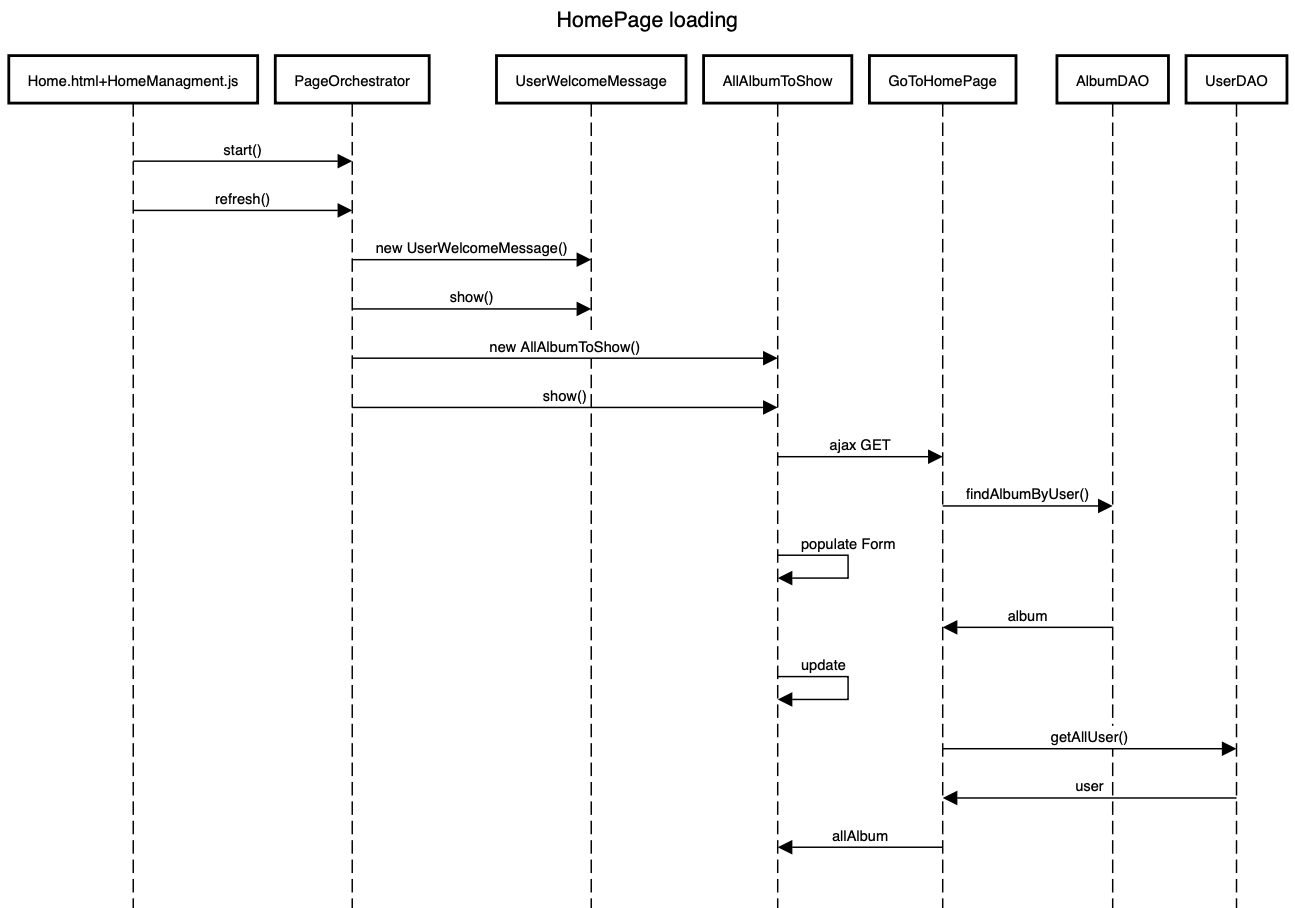 HomePage loading
Home.html+HomeManagment.js
PageOrchestrator
UserWelcomeMessage
AllAlbumToShow
GoToHomePage
AlbumDAO
UserDAO
start()
refresh()
new UserWelcomeMessage()
show()
new AllAlbumToShow()
show()
ajax GET
findAlbumByUser()
populate Form
album
update
getAllUser()
user
allAlbum